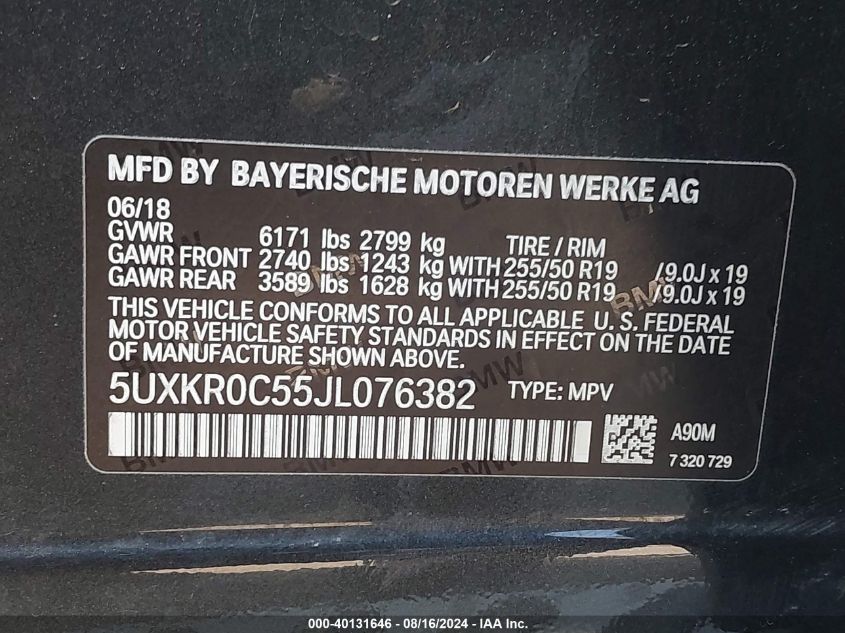 MFD BY BAYERISCHE MOTOREN WERKE AG
06/18
GVWR 6171 lbs 2799 kg TIRE / RIM
GAWR FRONT 2740 lbs 1243 kg WITH 255/50 R19 /9.0J x 19
GAWR REAR 3589 lbs 1628 kg WITH 255/50 R19 /9.0J x 19
THIS VEHICLE CONFORMS TO ALL APPLICABLE U. S. FEDERAL
MOTOR VEHICLE SAFETY STANDARDS IN EFFECT ON THE DATE
OF MANUFACTURE SHOWN ABOVE.
5UXKR0C55JL076382 TYPE: MPV
A90M
7 320 729
000-40131646 - 08/16/2024 - IAA Inc.